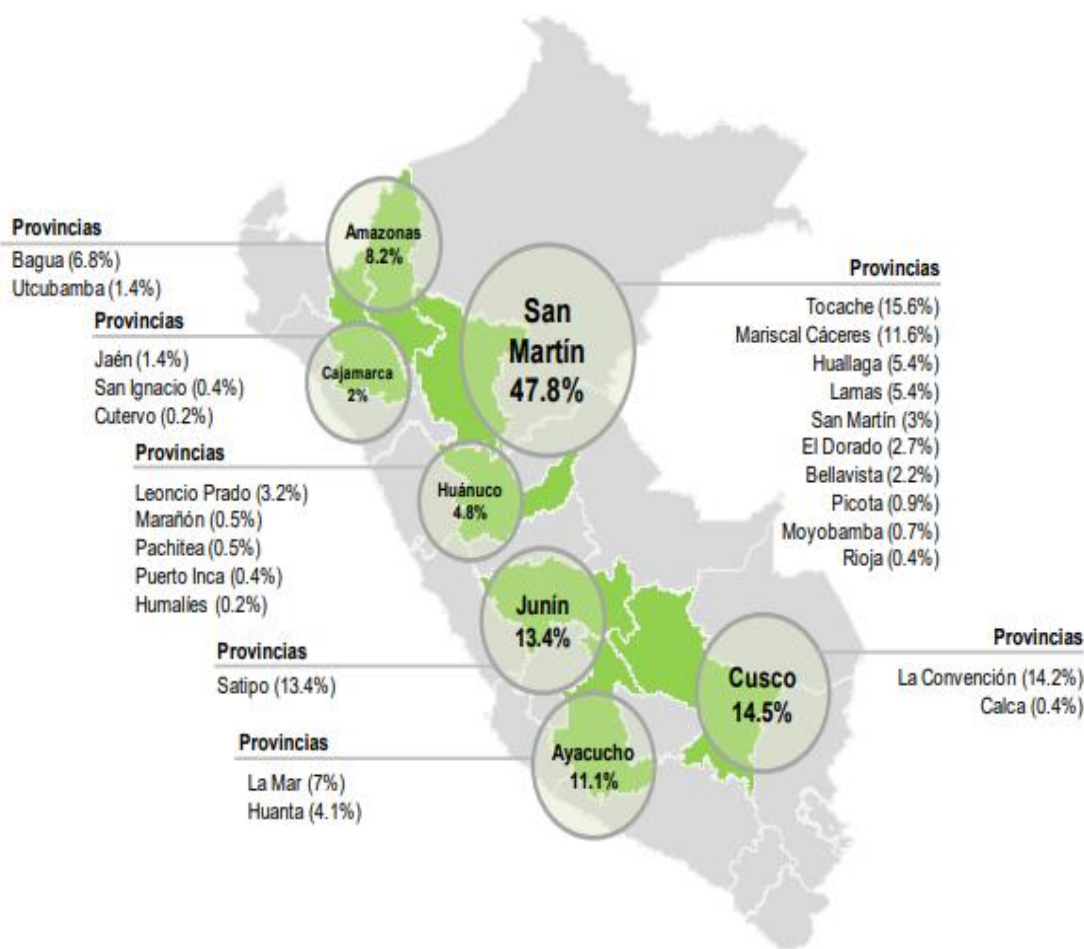 Provincias
Bagua (6.8%)
Utcubamba (1.4%)
Amazonas
8.2%
Provincias
Jaén (1.4%)
San Ignacio (0.4%)
Cutervo (0.2%)
Cajamarca
2%
San
Martín
47.8%
Provincias
Tocache (15.6%)
Mariscal Cáceres (11.6%)
Huallaga (5.4%)
Lamas (5.4%)
San Martín (3%)
El Dorado (2.7%)
Bellavista (2.2%)
Picota (0.9%)
Moyobamba (0.7%)
Rioja (0.4%)
Provincias
Leoncio Prado (3.2%)
Marañón (0.5%)
Pachitea (0.5%)
Puerto Inca (0.4%)
Humalíes (0.2%)
Huánuco
4.8%
Provincias
Satipo (13.4%)
Junín
13.4%
Provincias
La Convención (14.2%)
Calca (0.4%)
Cusco
14.5%
Provincias
La Mar (7%)
Huanta (4.1%)
Ayacucho
11.1%